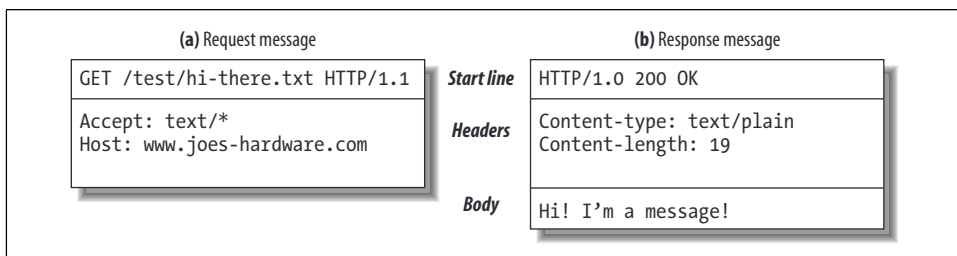 (a) Request message
GET /test/hi-there.txt HTTP/1.1
Accept: text/*
Host: www.joes-hardware.com
Start line
Headers
Body
(b) Response message
HTTP/1.0 200 OK
Content-type: text/plain
Content-length: 19
Hi! I’m a message!